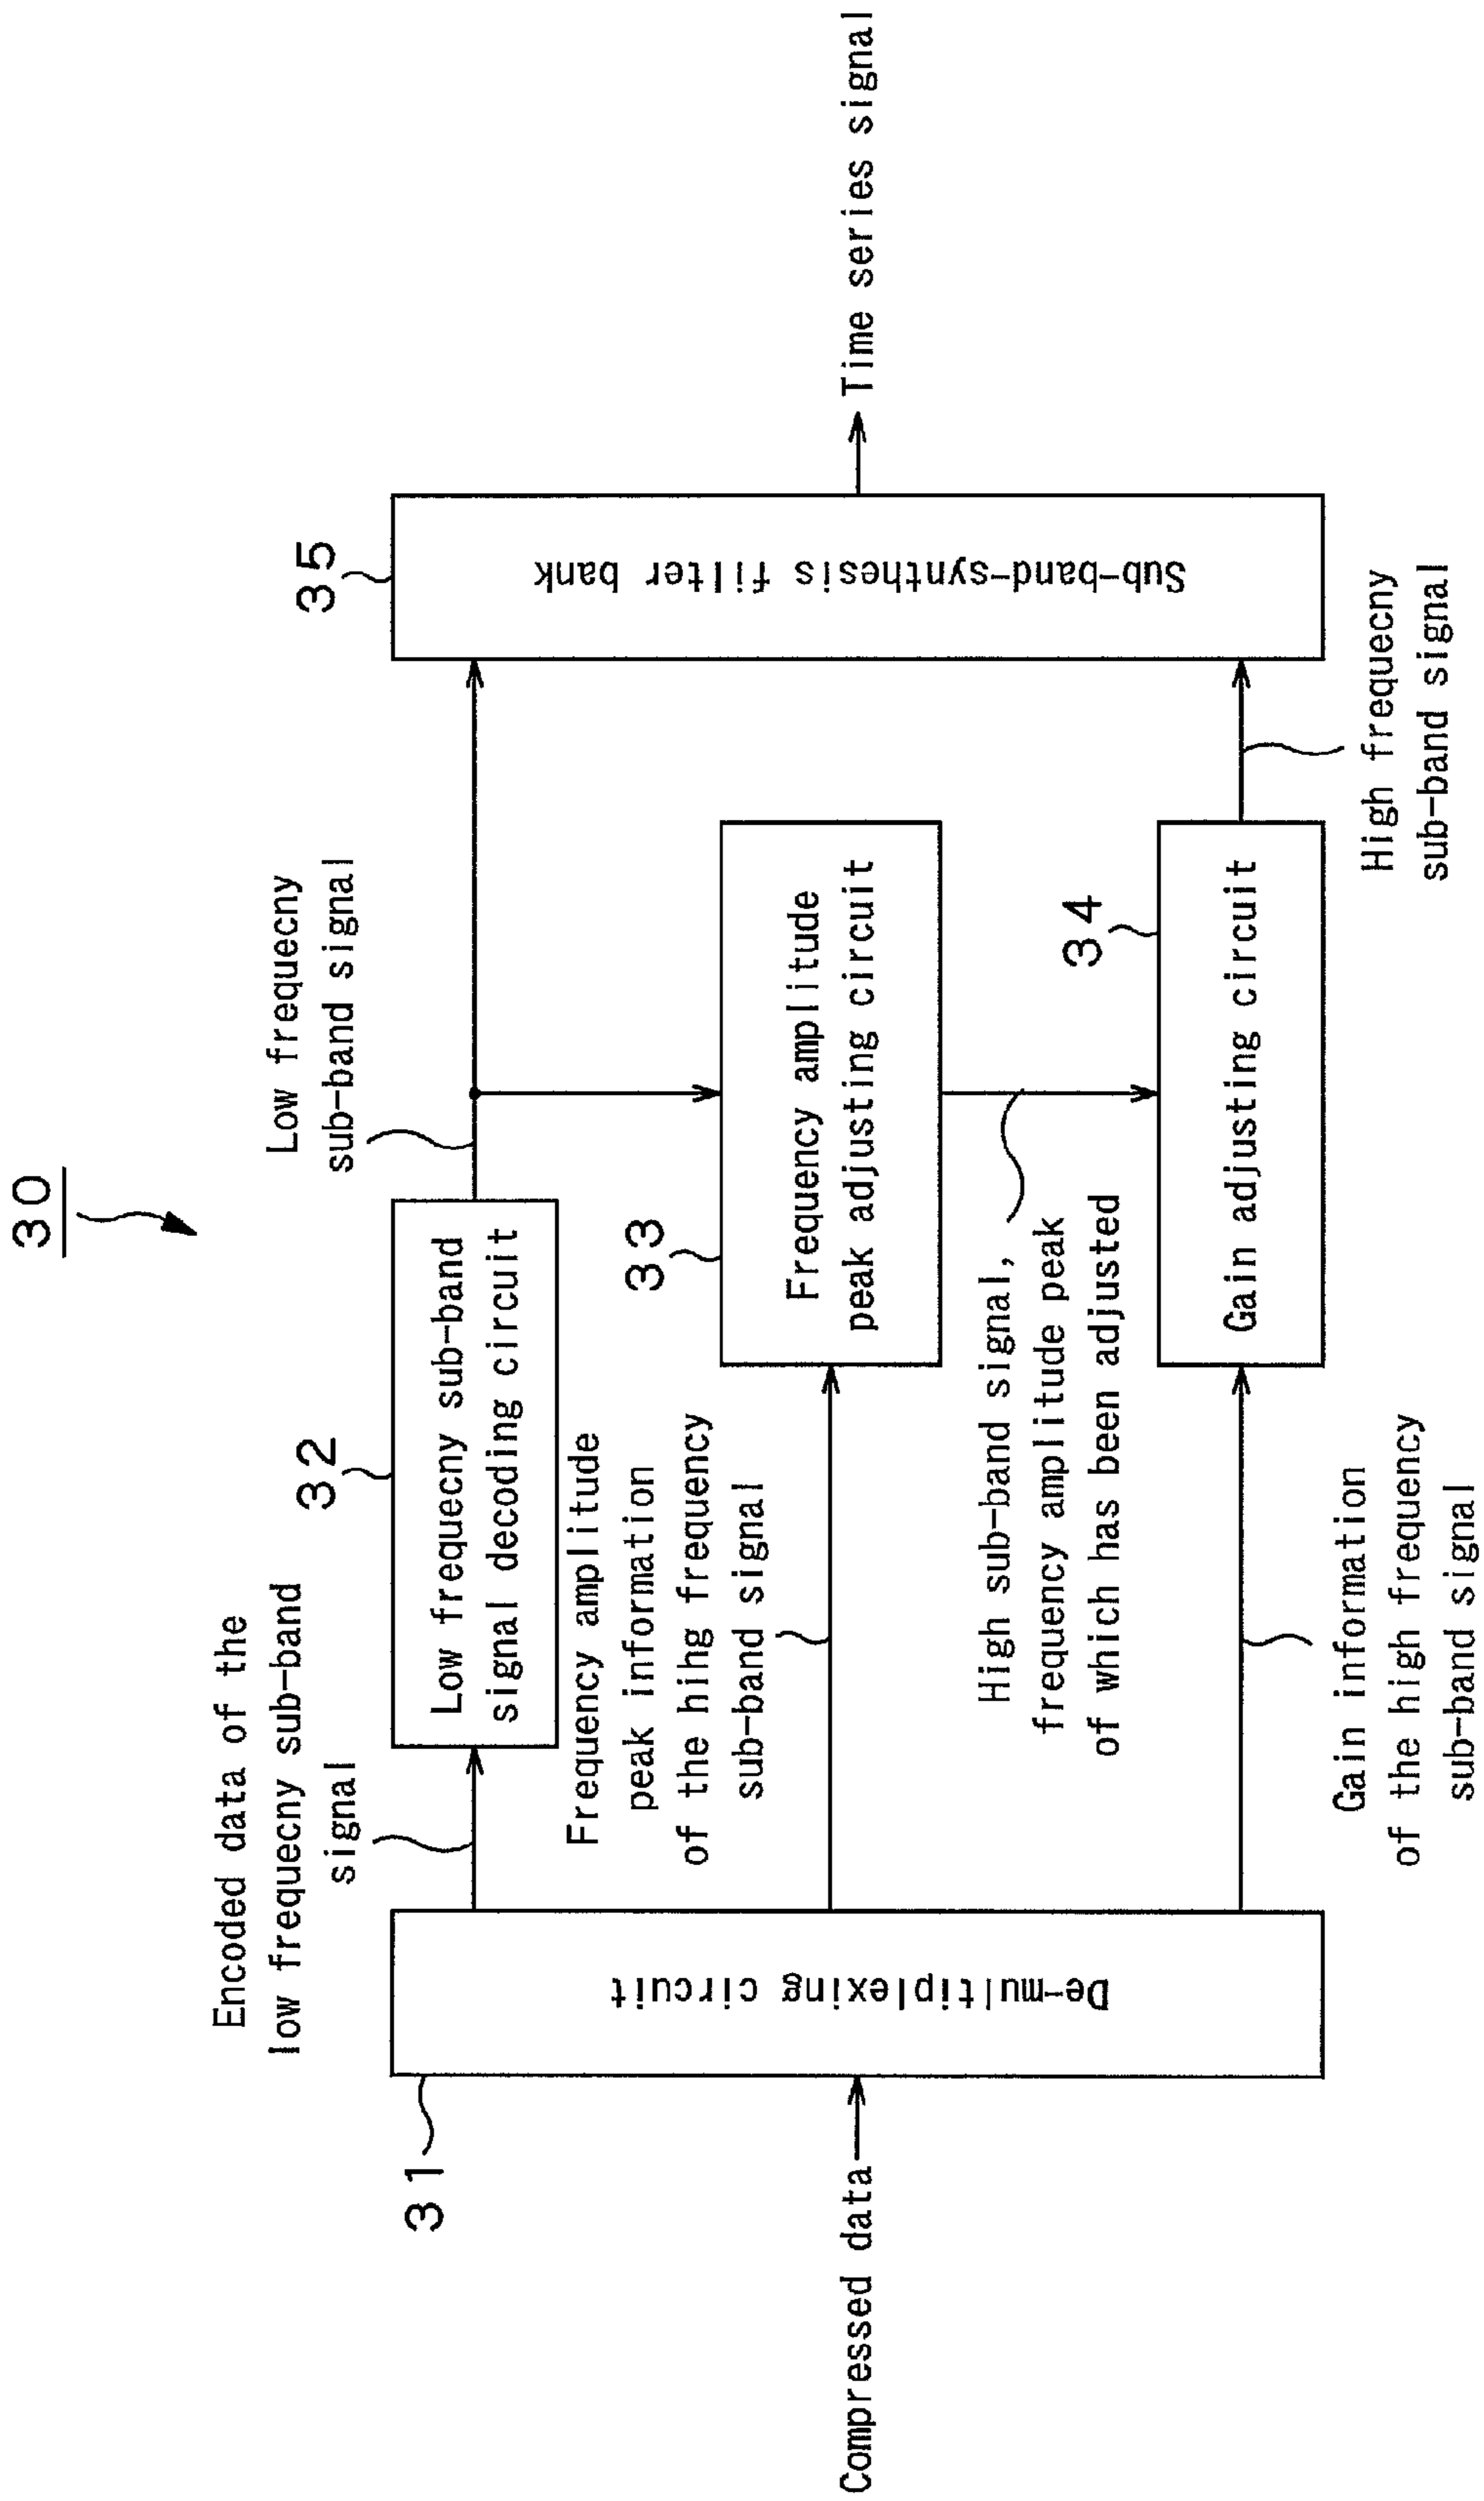 30
Encoded data of the
low frequecny sub-band
signal
32
Low frequecny sub-band
signal decoding circuit
Low frequecny
sub-band signal
35
Sub-band-synthesis filter bank
31
De-multiplexing circuit
Compressed data
Frequency amplitude
peak information
of the hihg frequency
sub-band signal
33
Frequency amplitude
peak adjusting circuit
Time series signal
High sub-band signal,
frequency amplitude peak
of which has been adjusted
34
Gain adjusting circuit
Gain information
of the high frequency
sub-band signal
High frequecny
sub-band signal